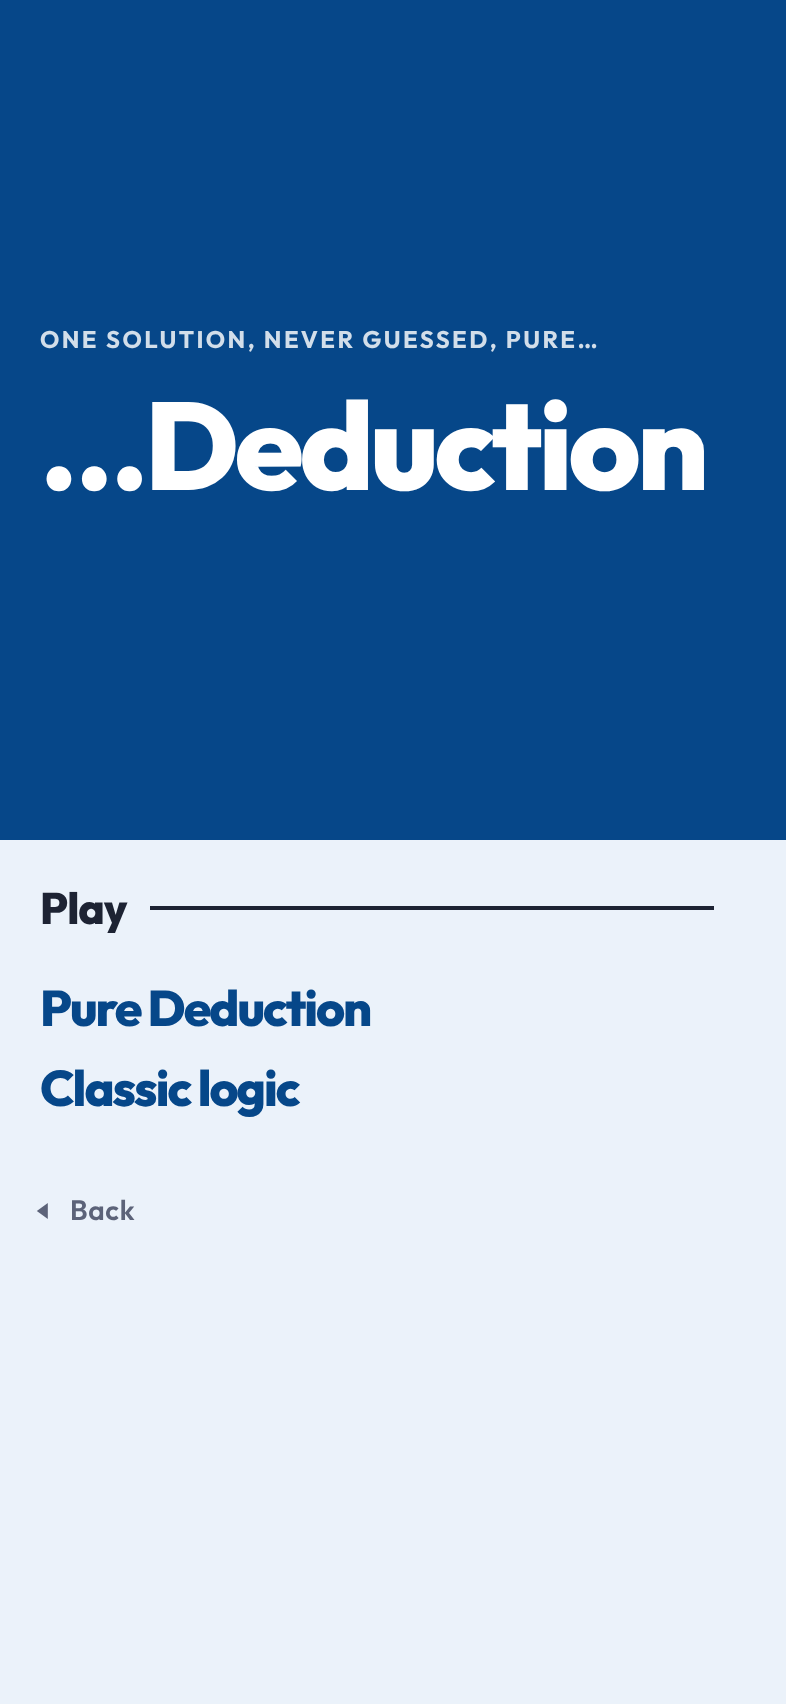 ONE SOLUTION, NEVER GUESSED, PURE...
...Deduction
Play
Pure Deduction
Classic logic
Back